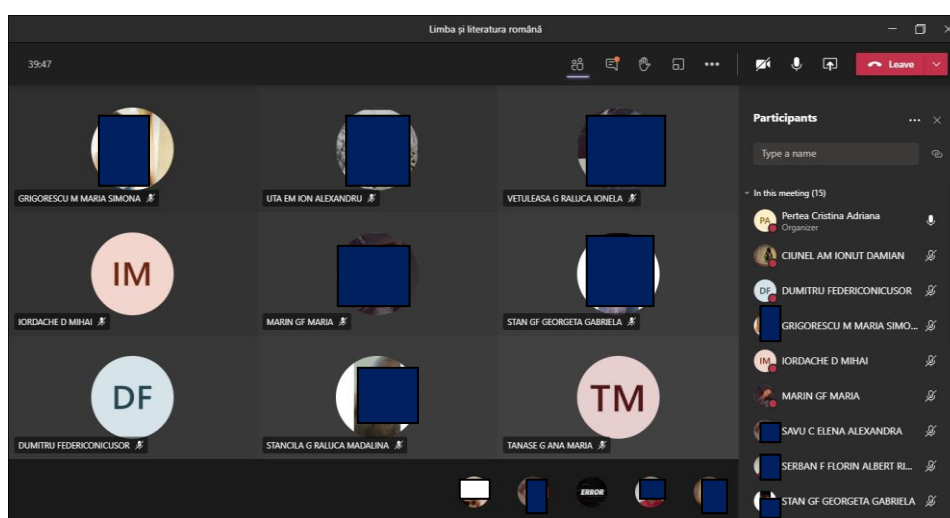 Limba și literatura română
39:47
Leave
GRIGORESCU M MARIA SIMONA
UTA EM ION ALEXANDRU
VETULEASA G RALUCA IONELA
IM
IORDACHE D MIHAI
MARIN GF MARIA
STAN GF GEORGETA GABRIELA
DF
DUMITRU FEDERICONICUSOR
STANCILA G RALUCA MADALINA
TM
TANASE G ANA MARIA
ERROR
Participants
Type a name
In this meeting (15)
PA
Pertea Cristina Adriana
Organizer
CIUNEL AM IONUT DAMIAN
DF
DUMITRU FEDERICONICUSOR
GRIGORESCU M MARIA SIMO...
IM
IORDACHE D MIHAI
MARIN GF MARIA
SAVU C ELENA ALEXANDRA
SERBAN F FLORIN ALBERT RI...
STAN GF GEORGETA GABRIELA